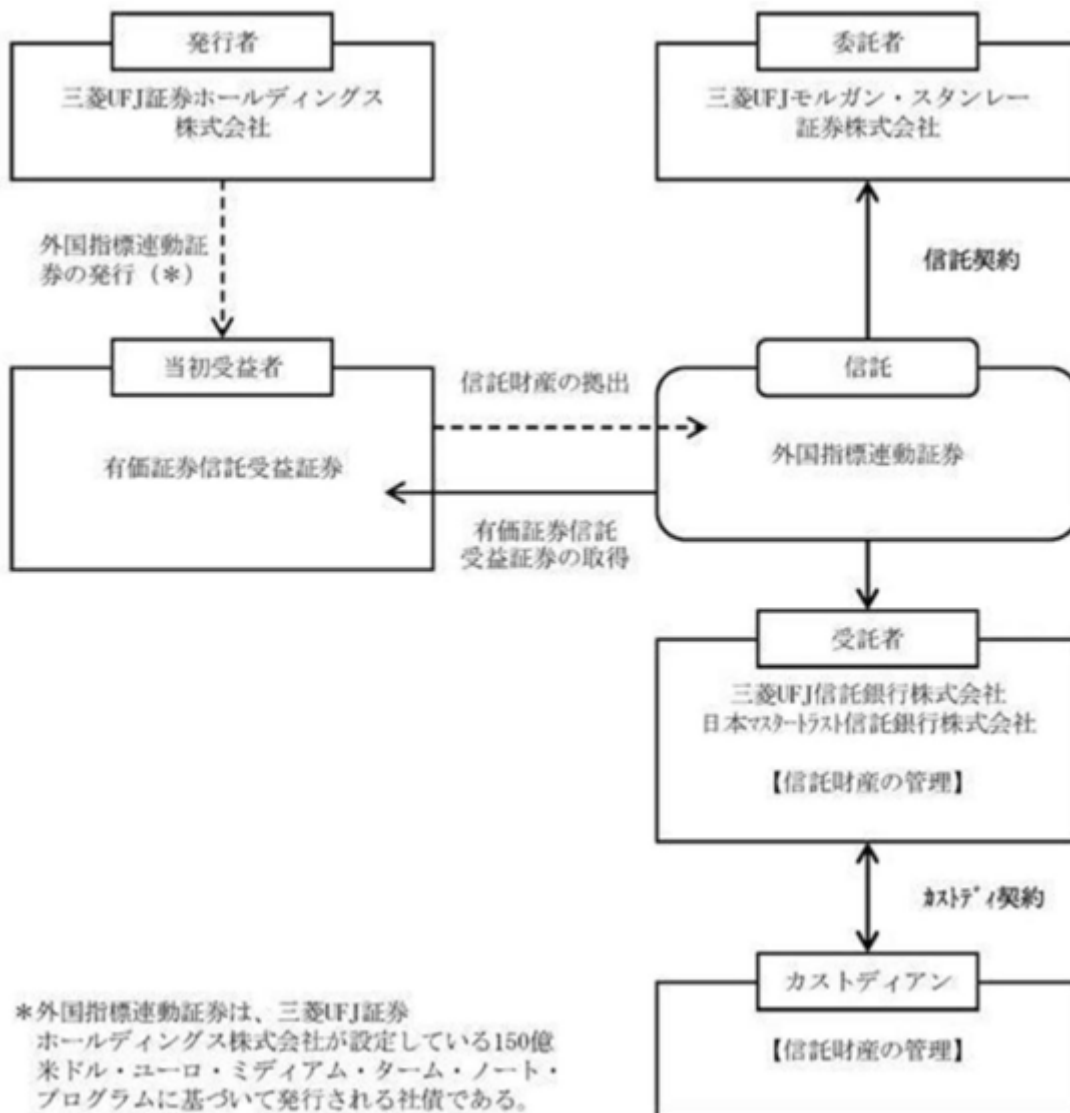 発行者
三菱UFJ証券ホールディングス
株式会社
委託者
三菱UFJモルガン・スタンレー
証券株式会社
外国指標連動証
券の発行（＊）
信託契約
当初受益者
有価証券信託受益証券
信託財産の拠出
信託
外国指標連動証券
有価証券信託
受益証券の取得
受託者
三菱UFJ信託銀行株式会社
日本ﾏｽﾀｰﾄﾗｽﾄ信託銀行株式会社
【信託財産の管理】
ｶｽﾄﾃﾞｨ契約
カストディアン
【信託財産の管理】
＊外国指標連動証券は、三菱UFJ証券
ホールディングス株式会社が設定している150億
米ドル・ユーロ・ミディアム・ターム・ノート・
プログラムに基づいて発行される社債である。